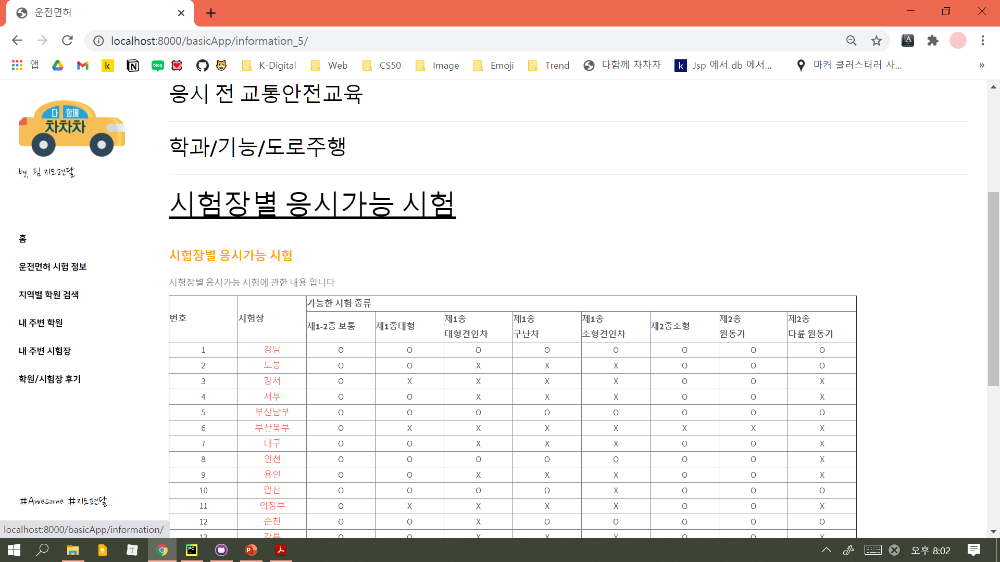 운전면허
localhost:8000/basicApp/information_5/
앱
K-Digital
Web
CS50
Image
Emoji
Trend
다함께 차차차
Jsp 에서 db 에서...
마커 클러스터러 사...
»
다 함께
차차차
by. 팀 지도편달
홈
운전면허 시험 정보
지역별 학원 검색
내 주변 학원
내 주변 시험장
학원/시험장 후기
#Awesome #지도편달
응시 전 교통안전교육
학과/기능/도로주행
시험장별 응시가능 시험
시험장별 응시가능 시험
시험장별 응시가능 시험에 관한 내용 입니다
번호 시험장 가능한 시험 종류
제1-2종 보통 제1종대형 제1종 대형견인차 제1종 구난차 제1종 소형견인차 제2종소형 제2종 원동기 제2종 다륜 원동기
1 강남 O O O O O O O O
2 도봉 O O X X X O O O
3 강서 O X X X X O O X
4 서부 O O X X X O O X
5 부산남부 O O O O O O O O
6 부산북부 O X X X X X X X
7 대구 O O X X X O O X
8 인천 O O O O O O O X
9 용인 O O X X X O O X
10 안산 O O O O X O O O
11 의정부 O X X X X O O X
12 춘천 O O X O O O O O
13 강릉 O O X X X O O X
localhost:8000/basicApp/information/
오후 8:02